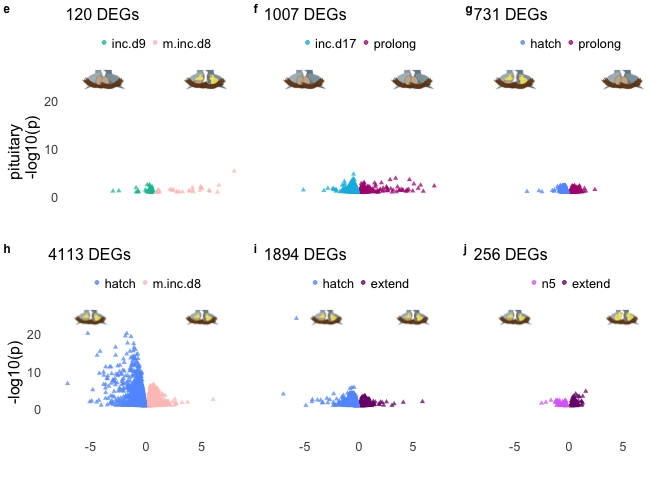 e 120 DEGs
f 1007 DEGs
g 731 DEGs
inc.d9 m.inc.d8
inc.d17 prolong
hatch prolong
pituitary
-log10(p)
20
10
0
h 4113 DEGs
i 1894 DEGs
j 256 DEGs
hatch m.inc.d8
hatch extend
n5 extend
-log10(p)
20
10
0
-5 0 5
-5 0 5
-5 0 5